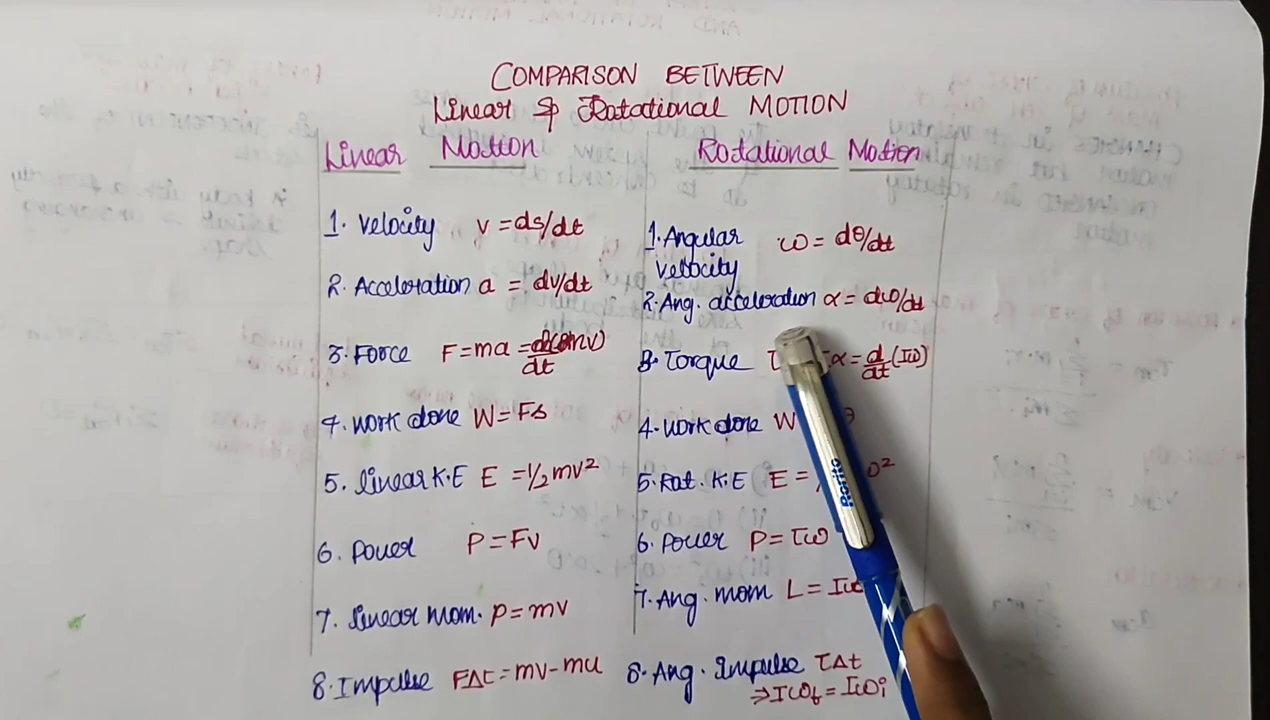 COMPARISON BETWEEN
Linear & Rotational MOTION
Linear Motion
1. Velocity v = ds/dt
2. Acceleration a = dv/dt
3. Force F = ma = (mv)
dt
4. Work done W = Fs
5. linear K.E E = 1/2 mv²
6. Power P = Fv
7. linear mom. P = mv
8. Impulse FΔt = mv - mu
Rotational Motion
1. Angular ω = dθ/dt
velocity
2. Ang. acceleration α = dω/dt
3. Torque α = d/dt (Iω)
4. Work done W
5. Rot. K.E E =
6. Power P = τω
7. Ang. mom L = Iω
8. Ang. Impulse τΔt
⇒ Iωf = Iωi
Rorito